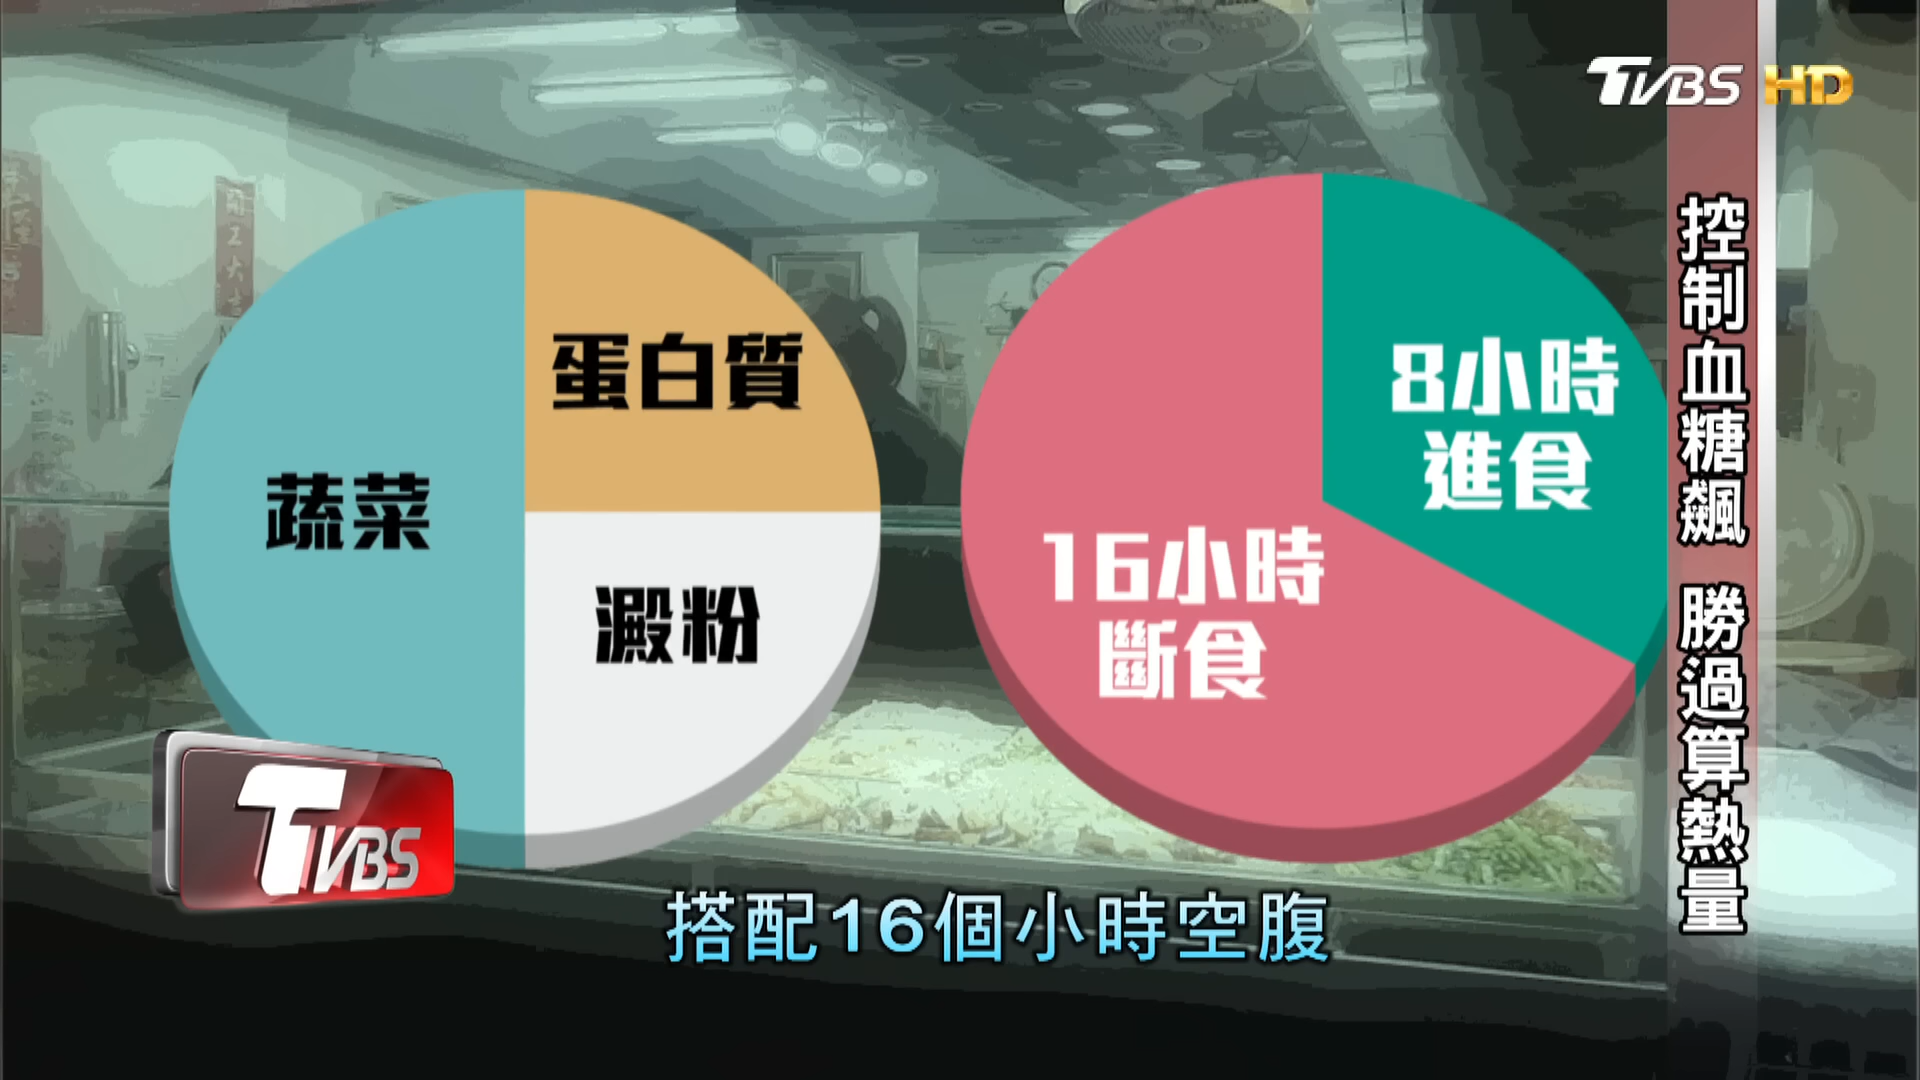 TVBS HD
控制血糖飆 勝過算熱量
蔬菜
蛋白質
澱粉
8小時
進食
16小時
斷食
TVBS
搭配16個小時空腹